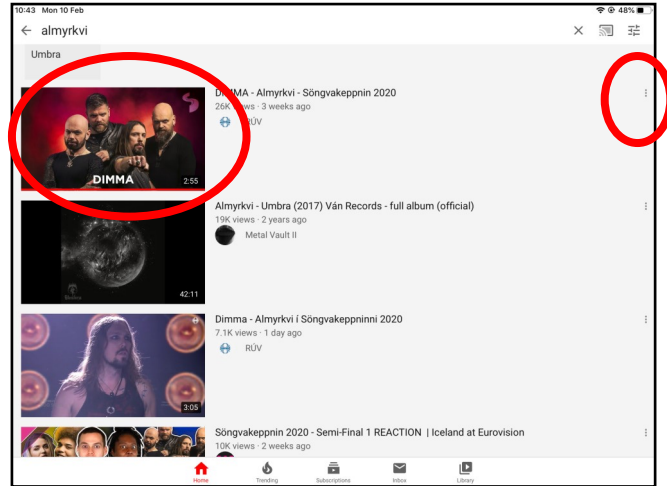 10:43 Mon 10 Feb 48%
almyrkvi
Umbra
DIMMA - Almyrkvi - Söngvakeppnin 2020
26K views · 3 weeks ago
RÚV
DIMMA
2:55
Almyrkvi - Umbra (2017) Ván Records - full album (official)
19K views · 2 years ago
Metal Vault II
42:11
Dimma - Almyrkvi í Söngvakeppninni 2020
7.1K views · 1 day ago
RÚV
3:05
Söngvakeppnin 2020 - Semi-Final 1 REACTION | Iceland at Eurovision
10K views · 2 weeks ago
Home Trending Subscriptions Inbox Library